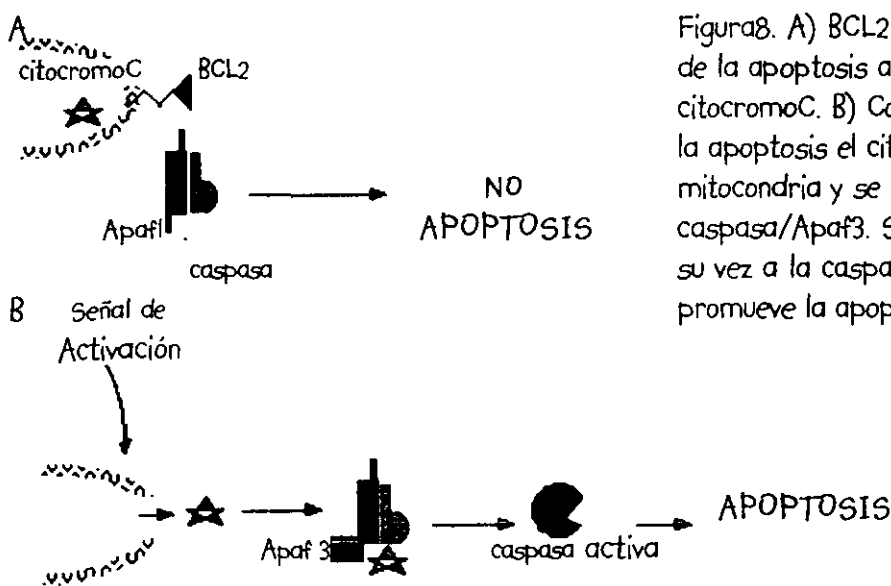 A
citocromoC
BCL2
Apaf1
caspasa
NO
APOPTOSIS
Figura8. A) BCL2
de la apoptosis a
citocromoC. B) Co
la apoptosis el cit
mitocondria y se
caspasa/Apaf3. S
su vez a la caspa
promueve la apop
B
Señal de
Activación
Apaf 3
caspasa activa
APOPTOSIS